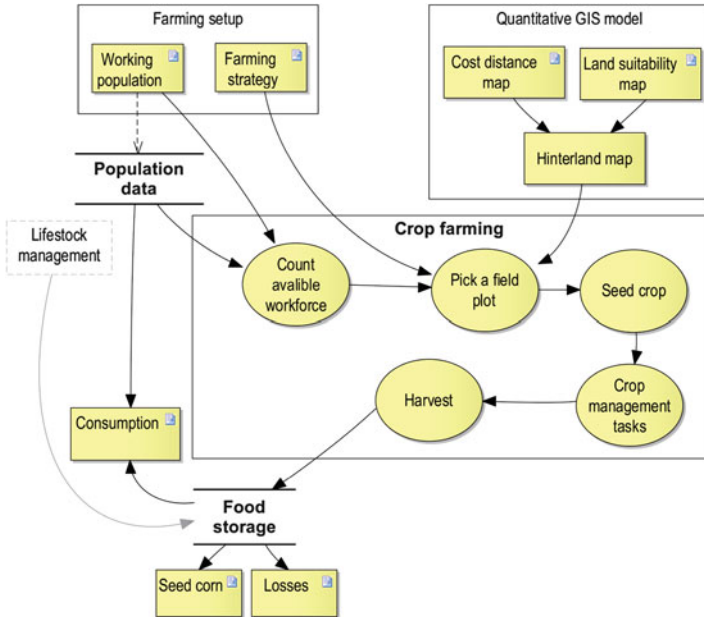 Farming setup
Quantitative GIS model
Working
population
Farming
strategy
Cost distance
map
Land suitability
map
Hinterland map
Population
data
Lifestock
management
Crop farming
Count
avalible
workforce
Pick a field
plot
Seed crop
Consumption
Harvest
Crop
management
tasks
Food
storage
Seed corn
Losses